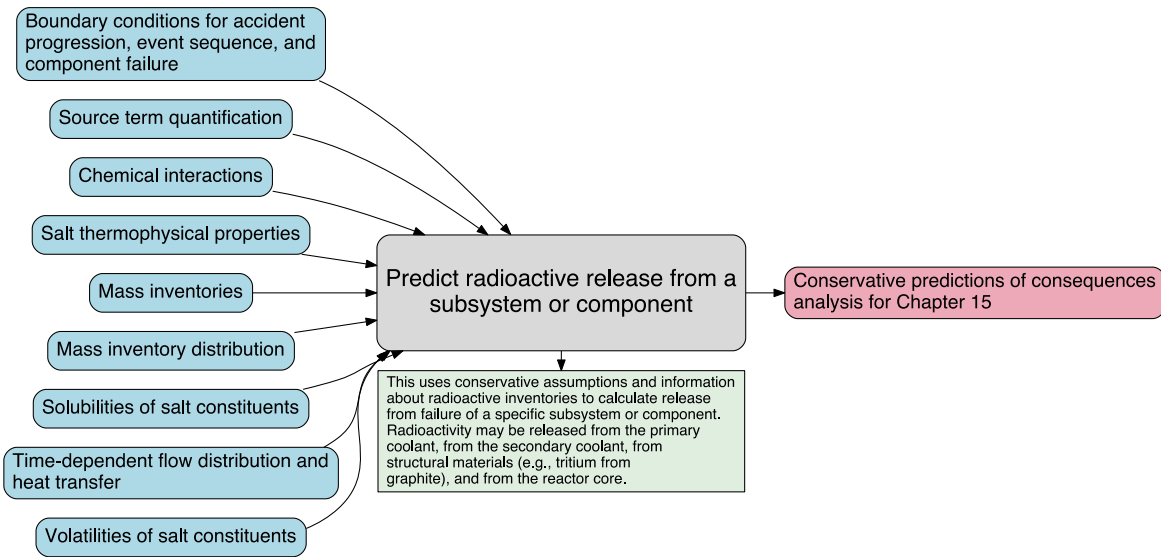 Boundary conditions for accident
progression, event sequence, and
component failure
Source term quantification
Chemical interactions
Salt thermophysical properties
Mass inventories
Mass inventory distribution
Solubilities of salt constituents
Time-dependent flow distribution and
heat transfer
Volatilities of salt constituents
Predict radioactive release from a
subsystem or component
This uses conservative assumptions and information
about radioactive inventories to calculate release
from failure of a specific subsystem or component.
Radioactivity may be released from the primary
coolant, from the secondary coolant, from
structural materials (e.g., tritium from
graphite), and from the reactor core.
Conservative predictions of consequences
analysis for Chapter 15